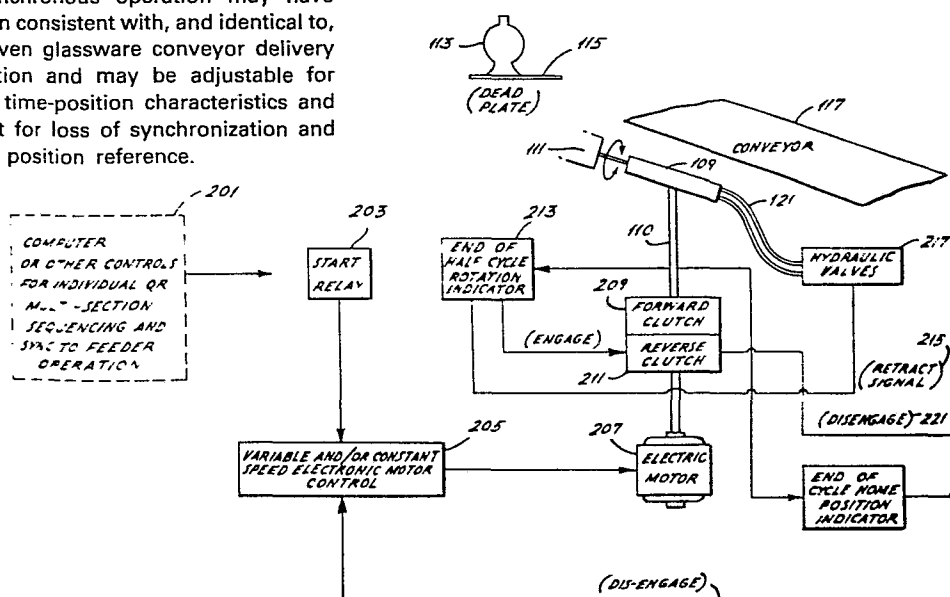 chronous operation may have
n consistent with, and identical to,
ven glassware conveyor delivery
tion and may be adjustable for
time-position characteristics and
t for loss of synchronization and
position reference.
113
115
(DEAD
PLATE)
117
CONVEYOR
111
109
121
110
201
COMPUTER
OR OTHER CONTROLS
FOR INDIVIDUAL OR
-SECTION
SEQUENCING AND
SYNC TO FEEDER
OPERATION
203
START
RELAY
213
END OF
HALF CYCLE
ROTATION
INDICATOR
217
HYDRAULIC
VALVES
209
FORWARD
CLUTCH
(ENGAGE)
REVERSE
CLUTCH
211
215
(RETRACT
SIGNAL)
(DISENGAGE)
221
205
VARIABLE AND/OR CONSTANT
SPEED ELECTRONIC MOTOR
CONTROL
207
ELECTRIC
MOTOR
END OF
CYCLE HOME
POSITION
INDICATOR
(DIS-ENGAGE)